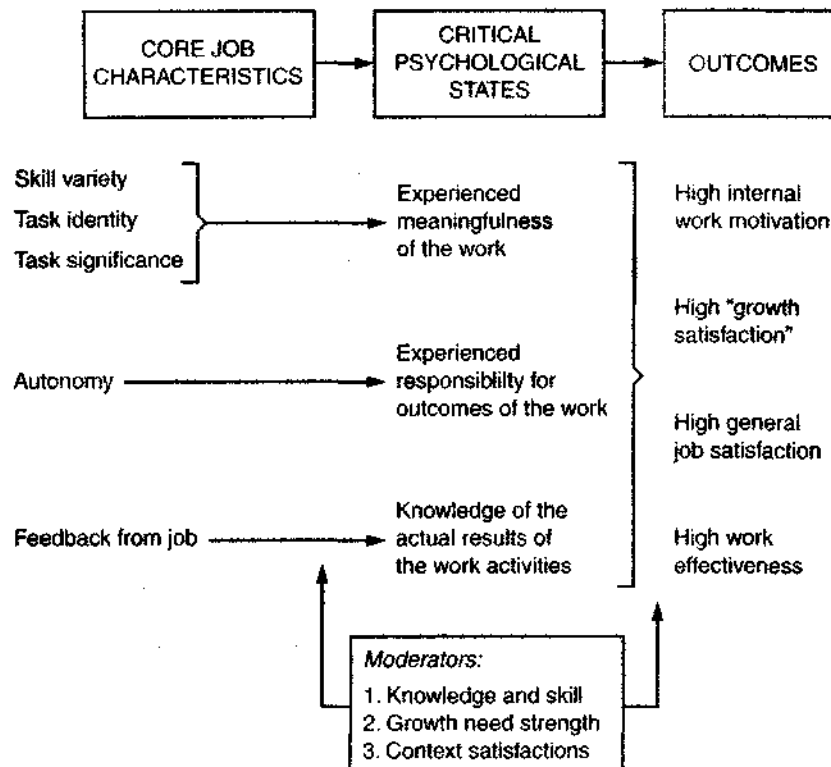 CORE JOB
CHARACTERISTICS
CRITICAL
PSYCHOLOGICAL
STATES
OUTCOMES
Skill variety
Task identity
Task significance
Experienced
meaningfulness
of the work
High internal
work motivation
High "growth
satisfaction"
Autonomy
Experienced
responsiblilty for
outcomes of the work
High general
job satisfaction
Feedback from job
Knowledge of the
actual results of
the work activities
High work
effectiveness
Moderators:
1. Knowledge and skill
2. Growth need strength
3. Context satisfactions